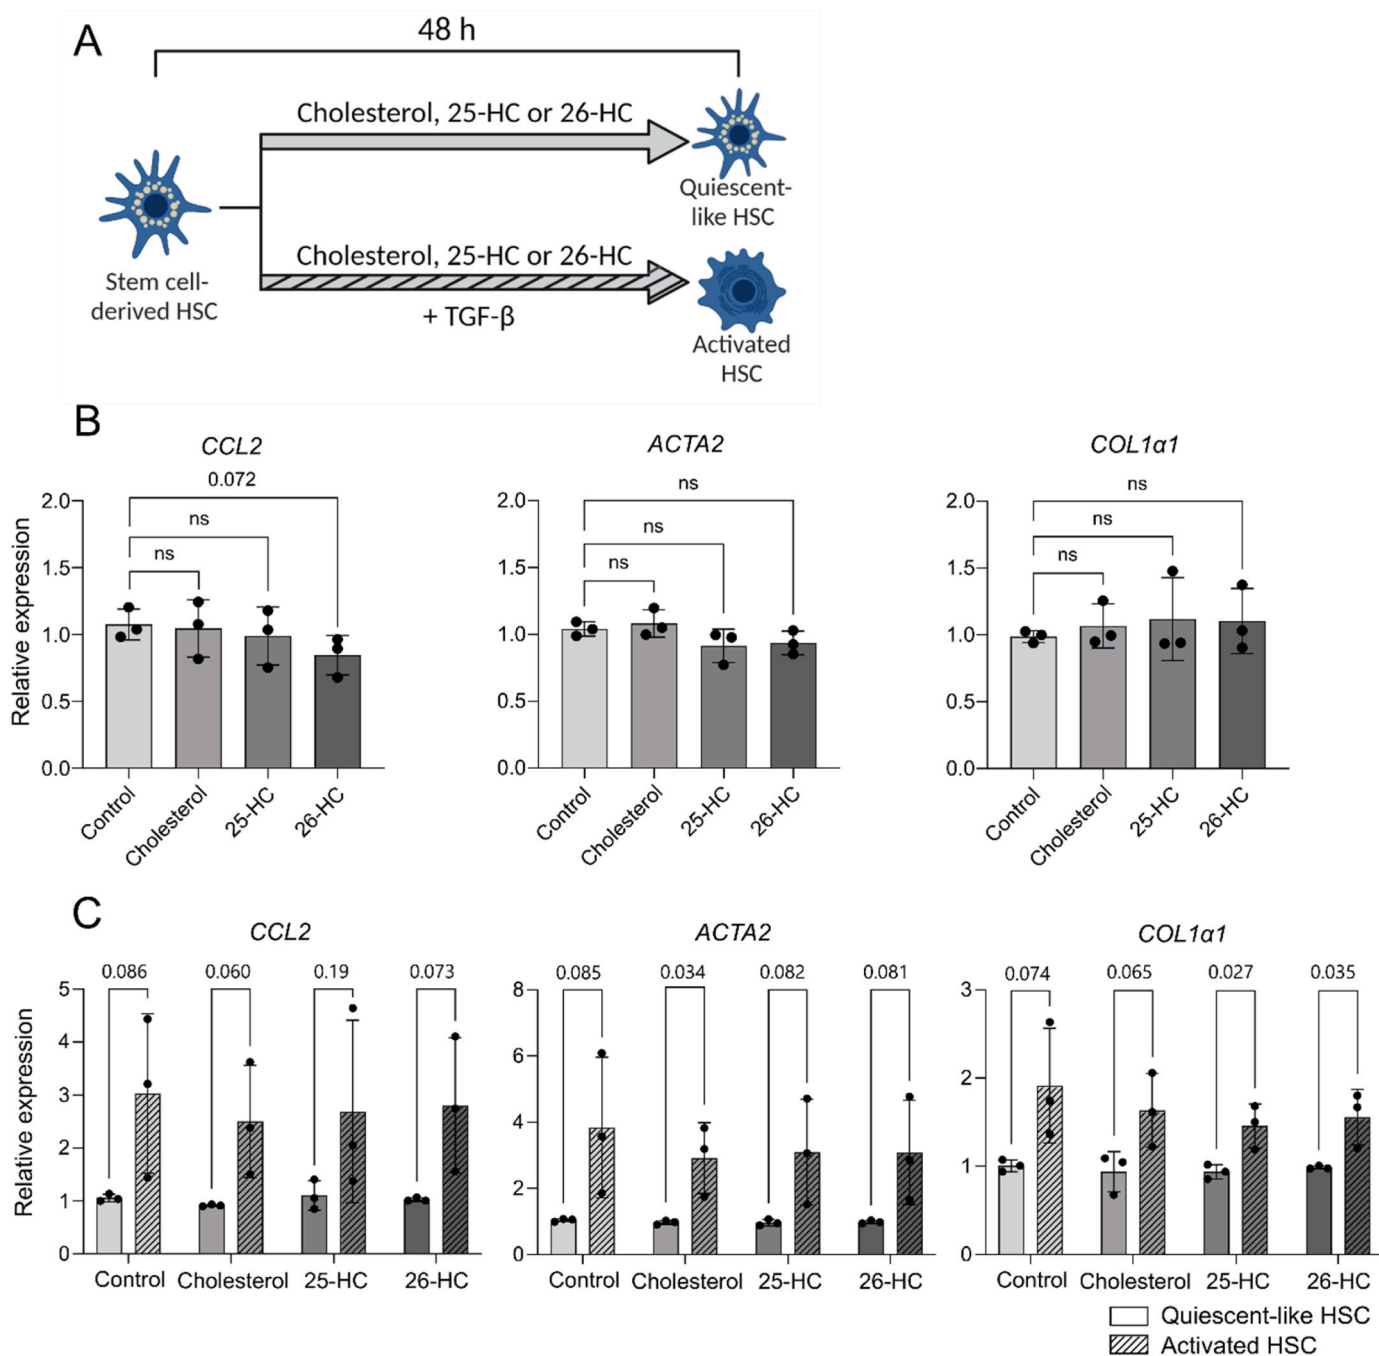 A
48 h
Cholesterol, 25-HC or 26-HC
Quiescent-
like HSC
Stem cell-
derived HSC
Cholesterol, 25-HC or 26-HC
+ TGF-β
Activated
HSC
B
CCL2
0.072
ns
ns
Relative expression
2.0
1.5
1.0
0.5
0.0
Control
Cholesterol
25-HC
26-HC
ACTA2
ns
ns
ns
2.0
1.5
1.0
0.5
0.0
Control
Cholesterol
25-HC
26-HC
COL1α1
ns
ns
ns
2.0
1.5
1.0
0.5
0.0
Control
Cholesterol
25-HC
26-HC
C
CCL2
0.086 0.060 0.19 0.073
Relative expression
5
4
3
2
1
0
Control Cholesterol 25-HC 26-HC
ACTA2
0.085 0.034 0.082 0.081
8
6
4
2
0
Control Cholesterol 25-HC 26-HC
COL1α1
0.074 0.065 0.027 0.035
3
2
1
0
Control Cholesterol 25-HC 26-HC
Quiescent-like HSC
Activated HSC